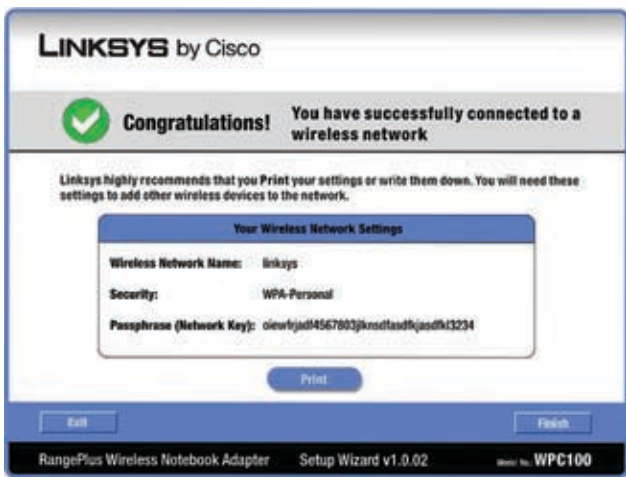 LINKSYS by Cisco
Congratulations!
You have successfully connected to a
wireless network
Linksys highly recommends that you Print your settings or write them down. You will need these
settings to add other wireless devices to the network.
Your Wireless Network Settings
Wireless Network Name: linksys
Security: WPA-Personal
Passphrase (Network Key):
Print
Exit
Finish
RangePlus Wireless Notebook Adapter Setup Wizard v1.0.02 Model No. WPC100